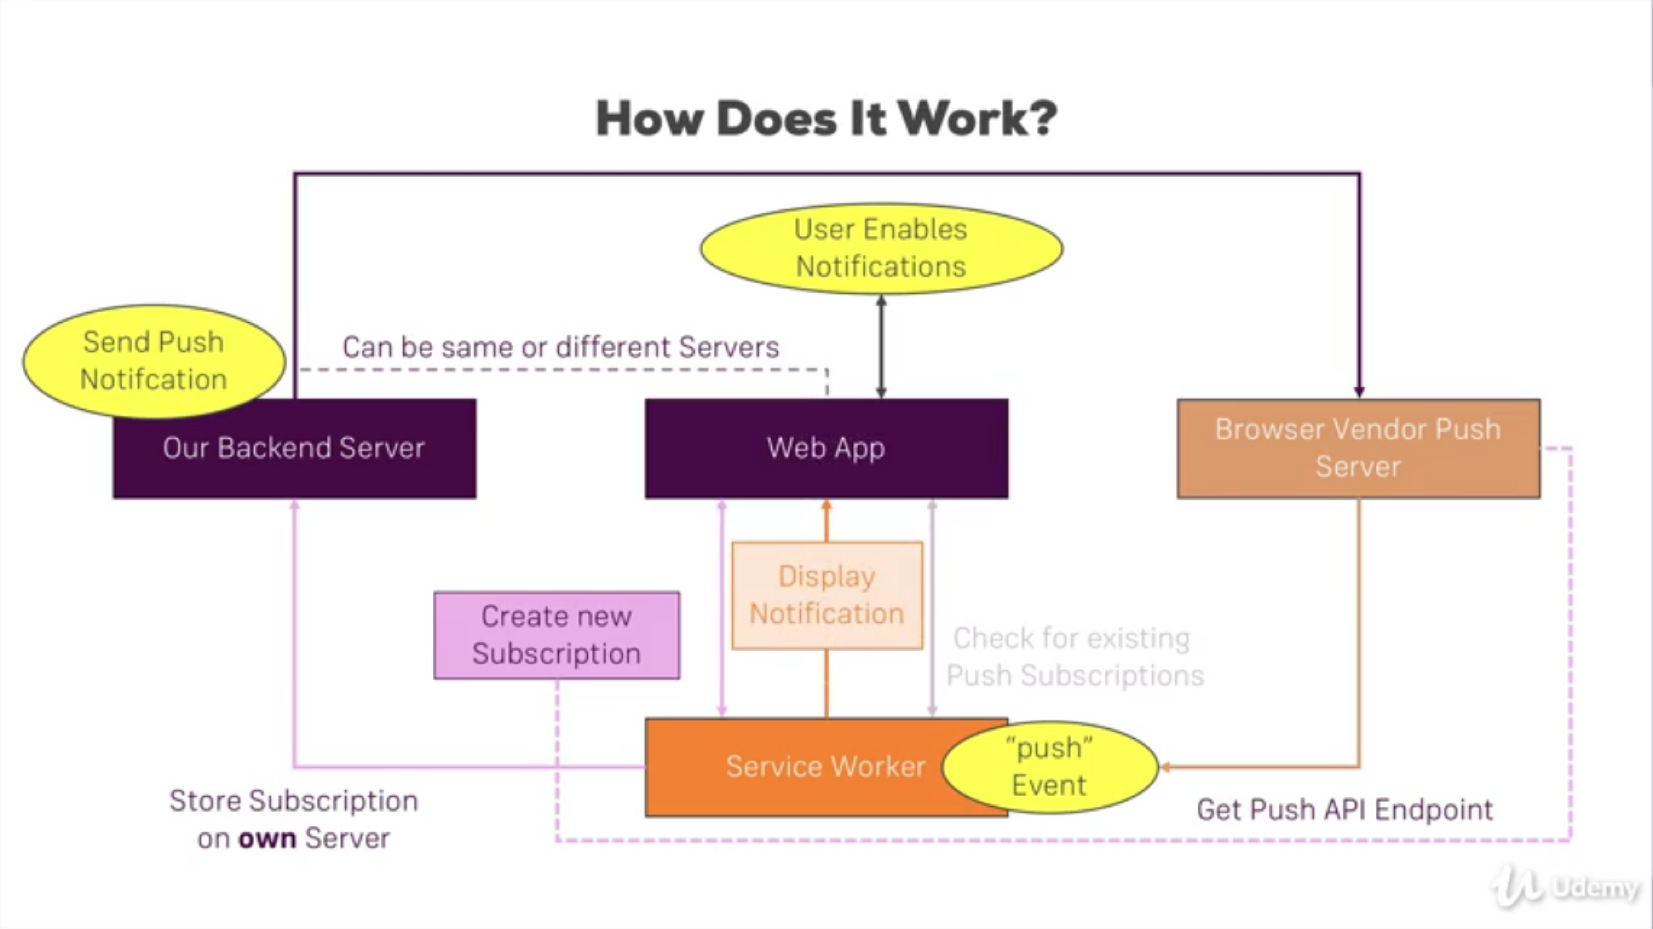 How Does It Work?
User Enables
Notifications
Send Push
Notifcation
Can be same or different Servers
Our Backend Server
Web App
Browser Vendor Push
Server
Display
Notification
Create new
Subscription
Check for existing
Push Subscriptions
Service Worker
“push”
Event
Store Subscription
on own Server
Get Push API Endpoint
Udemy